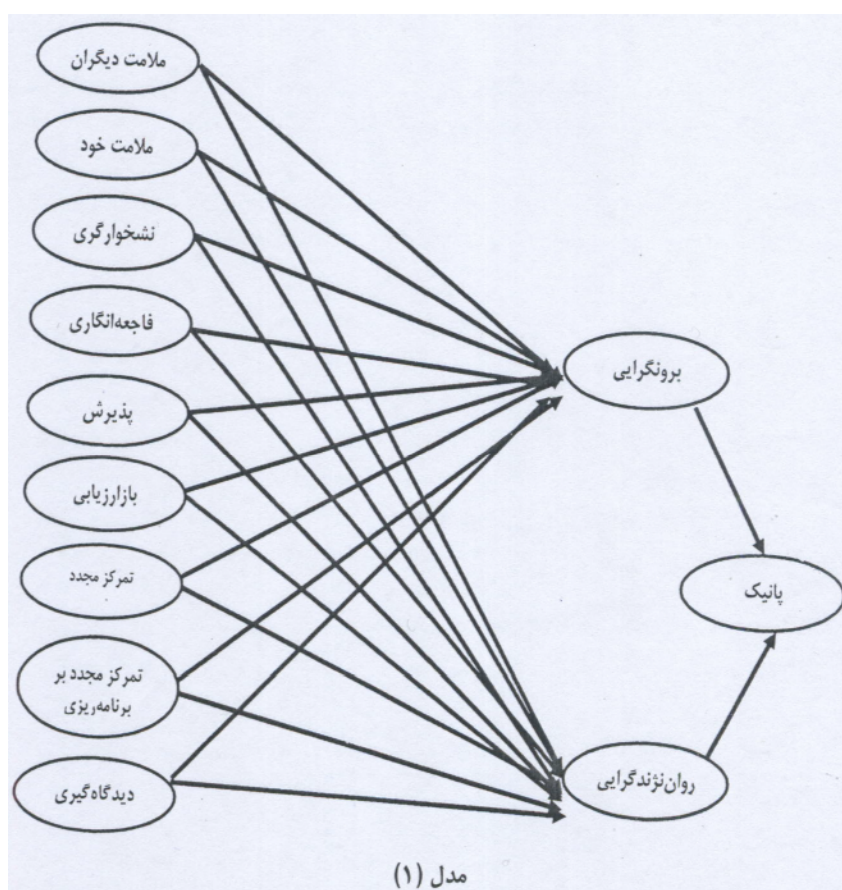 ملامت دیگران
ملامت خود
نشخوارگری
فاجعه‌انگاری
پذیرش
بازارزیابی
تمرکز مجدد
تمرکز مجدد بر
برنامه‌ریزی
دیدگاه‌گیری
برونگرایی
روان‌نژندگرایی
پانیک
مدل (۱)